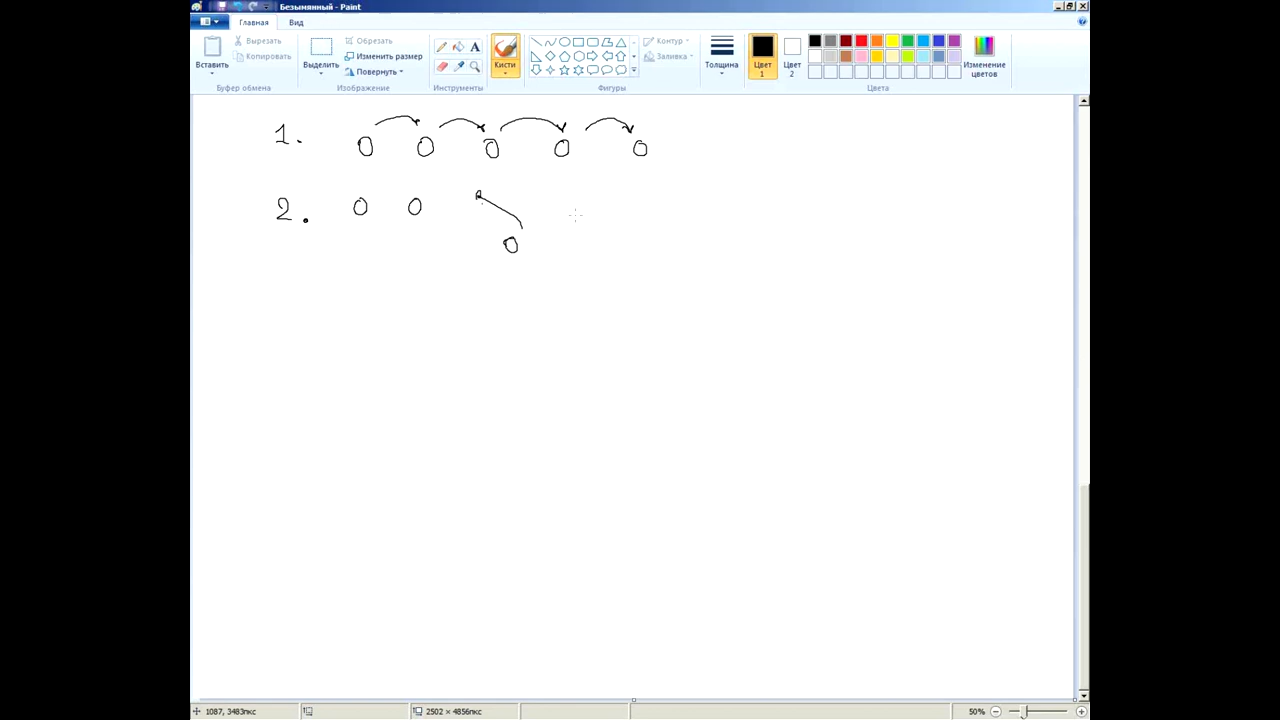 Безымянный - Paint
Главная Вид
Вставить
Вырезать
Копировать
Буфер обмена
Выделить
Обрезать
Изменить размер
Повернуть
Изображение
A
Инструменты
Кисти
Контур
Заливка
Фигуры
Толщина
Цвет 1
Цвет 2
Изменение цветов
Цвета
1. O O O O O
2. O O
O
1087, 3483пкс 2502 × 4856пкс 50%